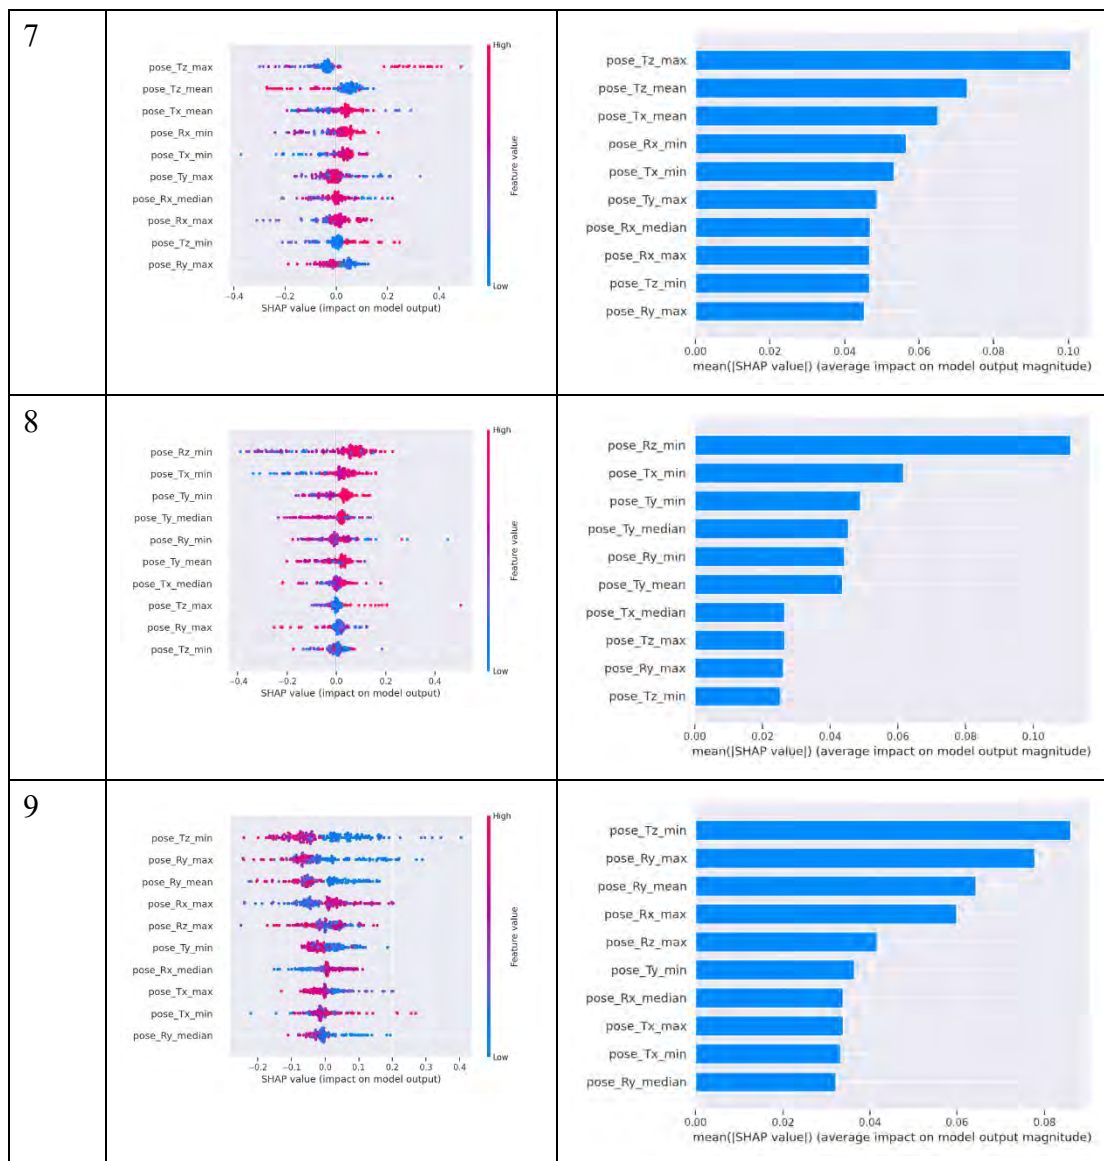 7
High
pose_Tz_max
pose_Tz_mean
pose_Tx_mean
pose_Rx_min
pose_Tx_min
pose_Ty_max
pose_Rx_median
pose_Rx_max
pose_Tz_min
pose_Ry_max
Feature value
Low
−0.4 −0.2 0.0 0.2 0.4
SHAP value (impact on model output)
pose_Tz_max
pose_Tz_mean
pose_Tx_mean
pose_Rx_min
pose_Tx_min
pose_Ty_max
pose_Rx_median
pose_Rx_max
pose_Tz_min
pose_Ry_max
0.00 0.02 0.04 0.06 0.08 0.10
mean(|SHAP value|) (average impact on model output magnitude)
8
High
pose_Rz_min
pose_Tx_min
pose_Ty_min
pose_Ty_median
pose_Ry_min
pose_Ty_mean
pose_Tx_median
pose_Tz_max
pose_Ry_max
pose_Tz_min
Feature value
Low
−0.4 −0.2 0.0 0.2 0.4
SHAP value (impact on model output)
pose_Rz_min
pose_Tx_min
pose_Ty_min
pose_Ty_median
pose_Ry_min
pose_Ty_mean
pose_Tx_median
pose_Tz_max
pose_Ry_max
pose_Tz_min
0.00 0.02 0.04 0.06 0.08 0.10
mean(|SHAP value|) (average impact on model output magnitude)
9
High
pose_Tz_min
pose_Ry_max
pose_Ry_mean
pose_Rx_max
pose_Rz_max
pose_Ty_min
pose_Rx_median
pose_Tx_max
pose_Tx_min
pose_Ry_median
Feature value
Low
−0.2 −0.1 0.0 0.1 0.2 0.3 0.4
SHAP value (impact on model output)
pose_Tz_min
pose_Ry_max
pose_Ry_mean
pose_Rx_max
pose_Rz_max
pose_Ty_min
pose_Rx_median
pose_Tx_max
pose_Tx_min
pose_Ry_median
0.00 0.02 0.04 0.06 0.08
mean(|SHAP value|) (average impact on model output magnitude)